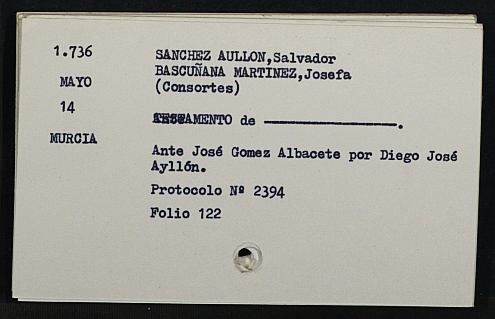 1.736
MAYO
14
MURCIA
SANCHEZ AULLON,Salvador
BASCUÑANA MARTINEZ,Josefa
(Consortes)
TESTAMENTO de ————————————.
Ante José Gomez Albacete por Diego José
Ayllón.
Protocolo Nº 2394
Folio 122